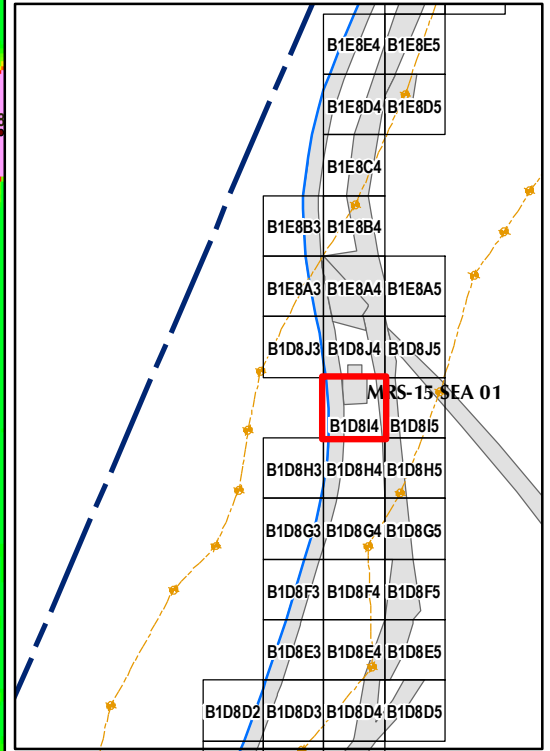 B1E8E4 B1E8E5
B1E8D4 B1E8D5
B1E8C4
B1E8B3 B1E8B4
B1E8A3 B1E8A4 B1E8A5
B1D8J3 B1D8J4 B1D8J5
MRS-15 SEA 01
B1D8I4 B1D8I5
B1D8H3 B1D8H4 B1D8H5
B1D8G3 B1D8G4 B1D8G5
B1D8F3 B1D8F4 B1D8F5
B1D8E3 B1D8E4 B1D8E5
B1D8D2 B1D8D3 B1D8D4 B1D8D5